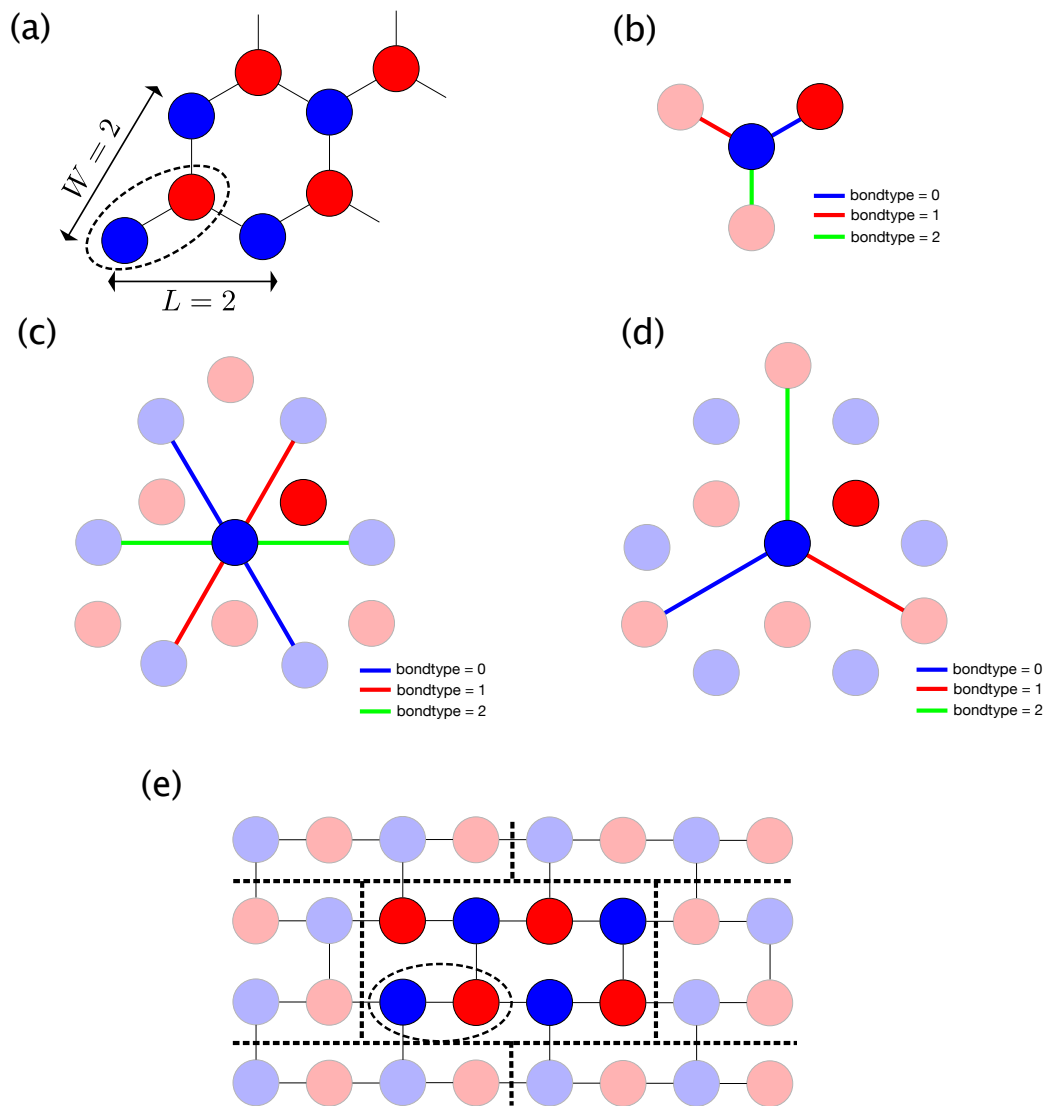 (a)
W = 2
L = 2
(b)
bondtype = 0
bondtype = 1
bondtype = 2
(c)
bondtype = 0
bondtype = 1
bondtype = 2
(d)
bondtype = 0
bondtype = 1
bondtype = 2
(e)